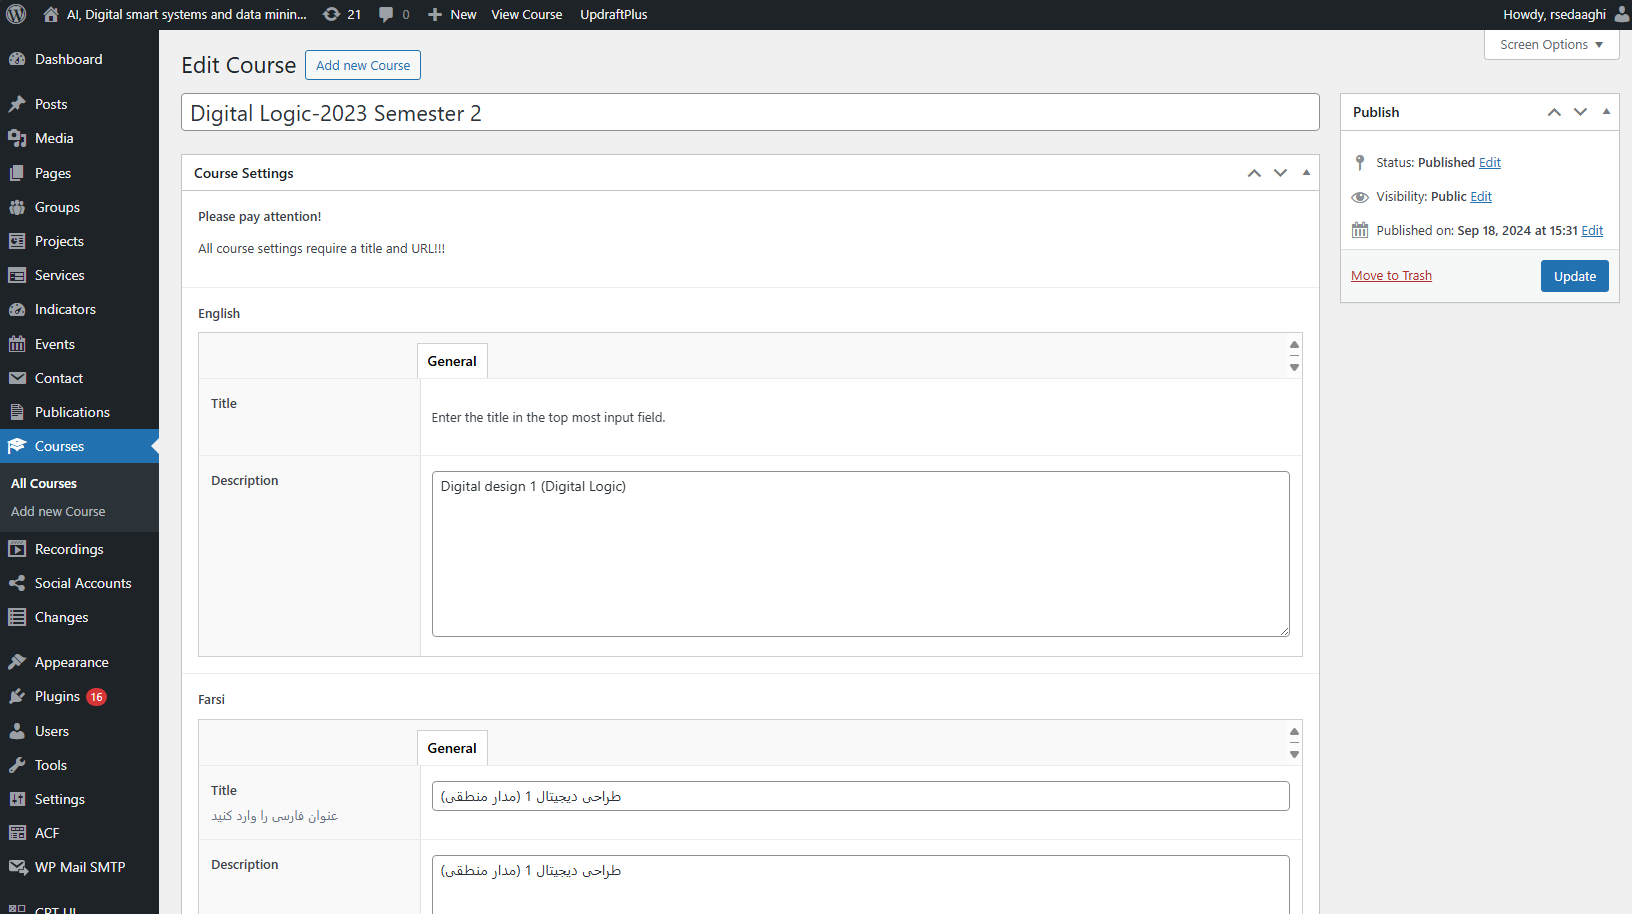 AI, Digital smart systems and data minin...
21
0
New
View Course
UpdraftPlus
Howdy, rsedaaghi
Screen Options
Dashboard
Posts
Media
Pages
Groups
Projects
Services
Indicators
Events
Contact
Publications
Courses
All Courses
Add new Course
Recordings
Social Accounts
Changes
Appearance
Plugins 16
Users
Tools
Settings
ACF
WP Mail SMTP
CPT UI
Edit Course
Add new Course
Digital Logic-2023 Semester 2
Course Settings
Please pay attention!
All course settings require a title and URL!!!
English
General
Title
Enter the title in the top most input field.
Description
Digital design 1 (Digital Logic)
Farsi
General
Title
عنوان فارسی را وارد کنید
طراحی دیجیتال 1 (مدار منطقی)
Description
طراحی دیجیتال 1 (مدار منطقی)
Publish
Status: Published Edit
Visibility: Public Edit
Published on: Sep 18, 2024 at 15:31 Edit
Move to Trash
Update